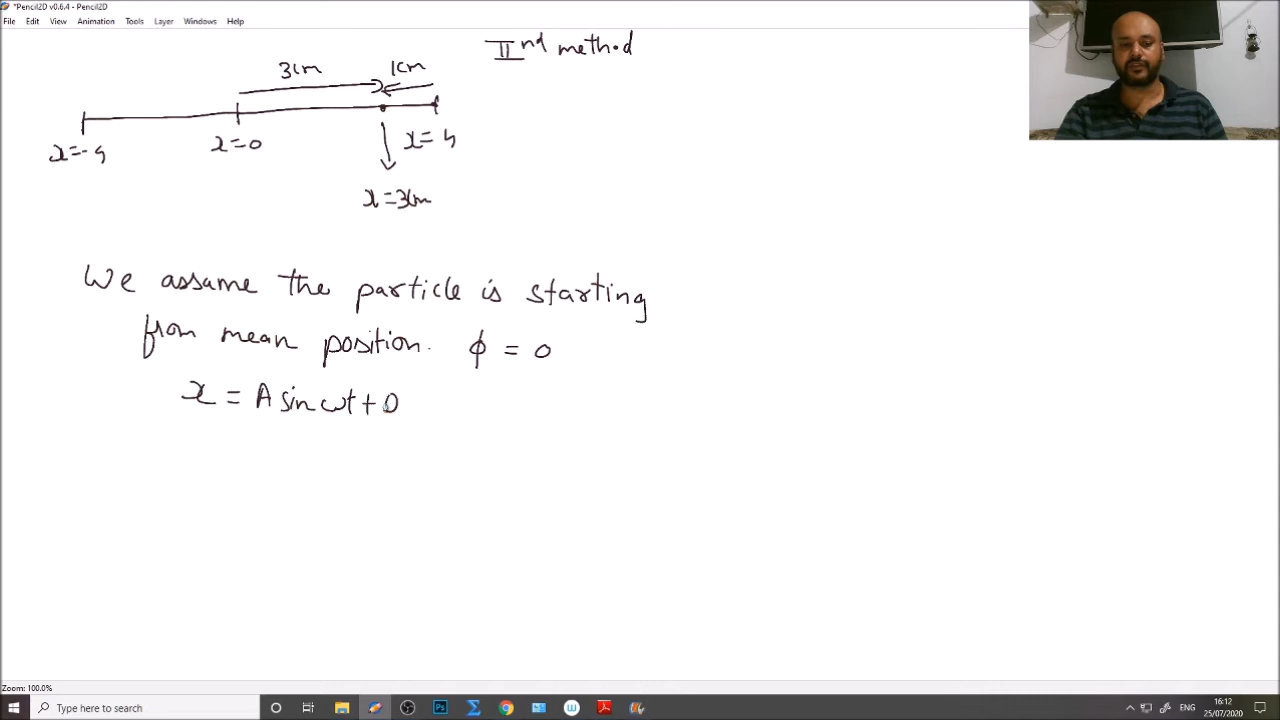 *Pencil2D v0.6.4 - Pencil2D
File Edit View Animation Tools Layer Windows Help
IInd method
3cm 1cm
x=-4 x=0 x=4
x=3cm
We assume the particle is starting
from mean position. φ = 0
x = A sin ωt + 0
Zoom: 100.0%
Type here to search
ENG
16:12
25/07/2020